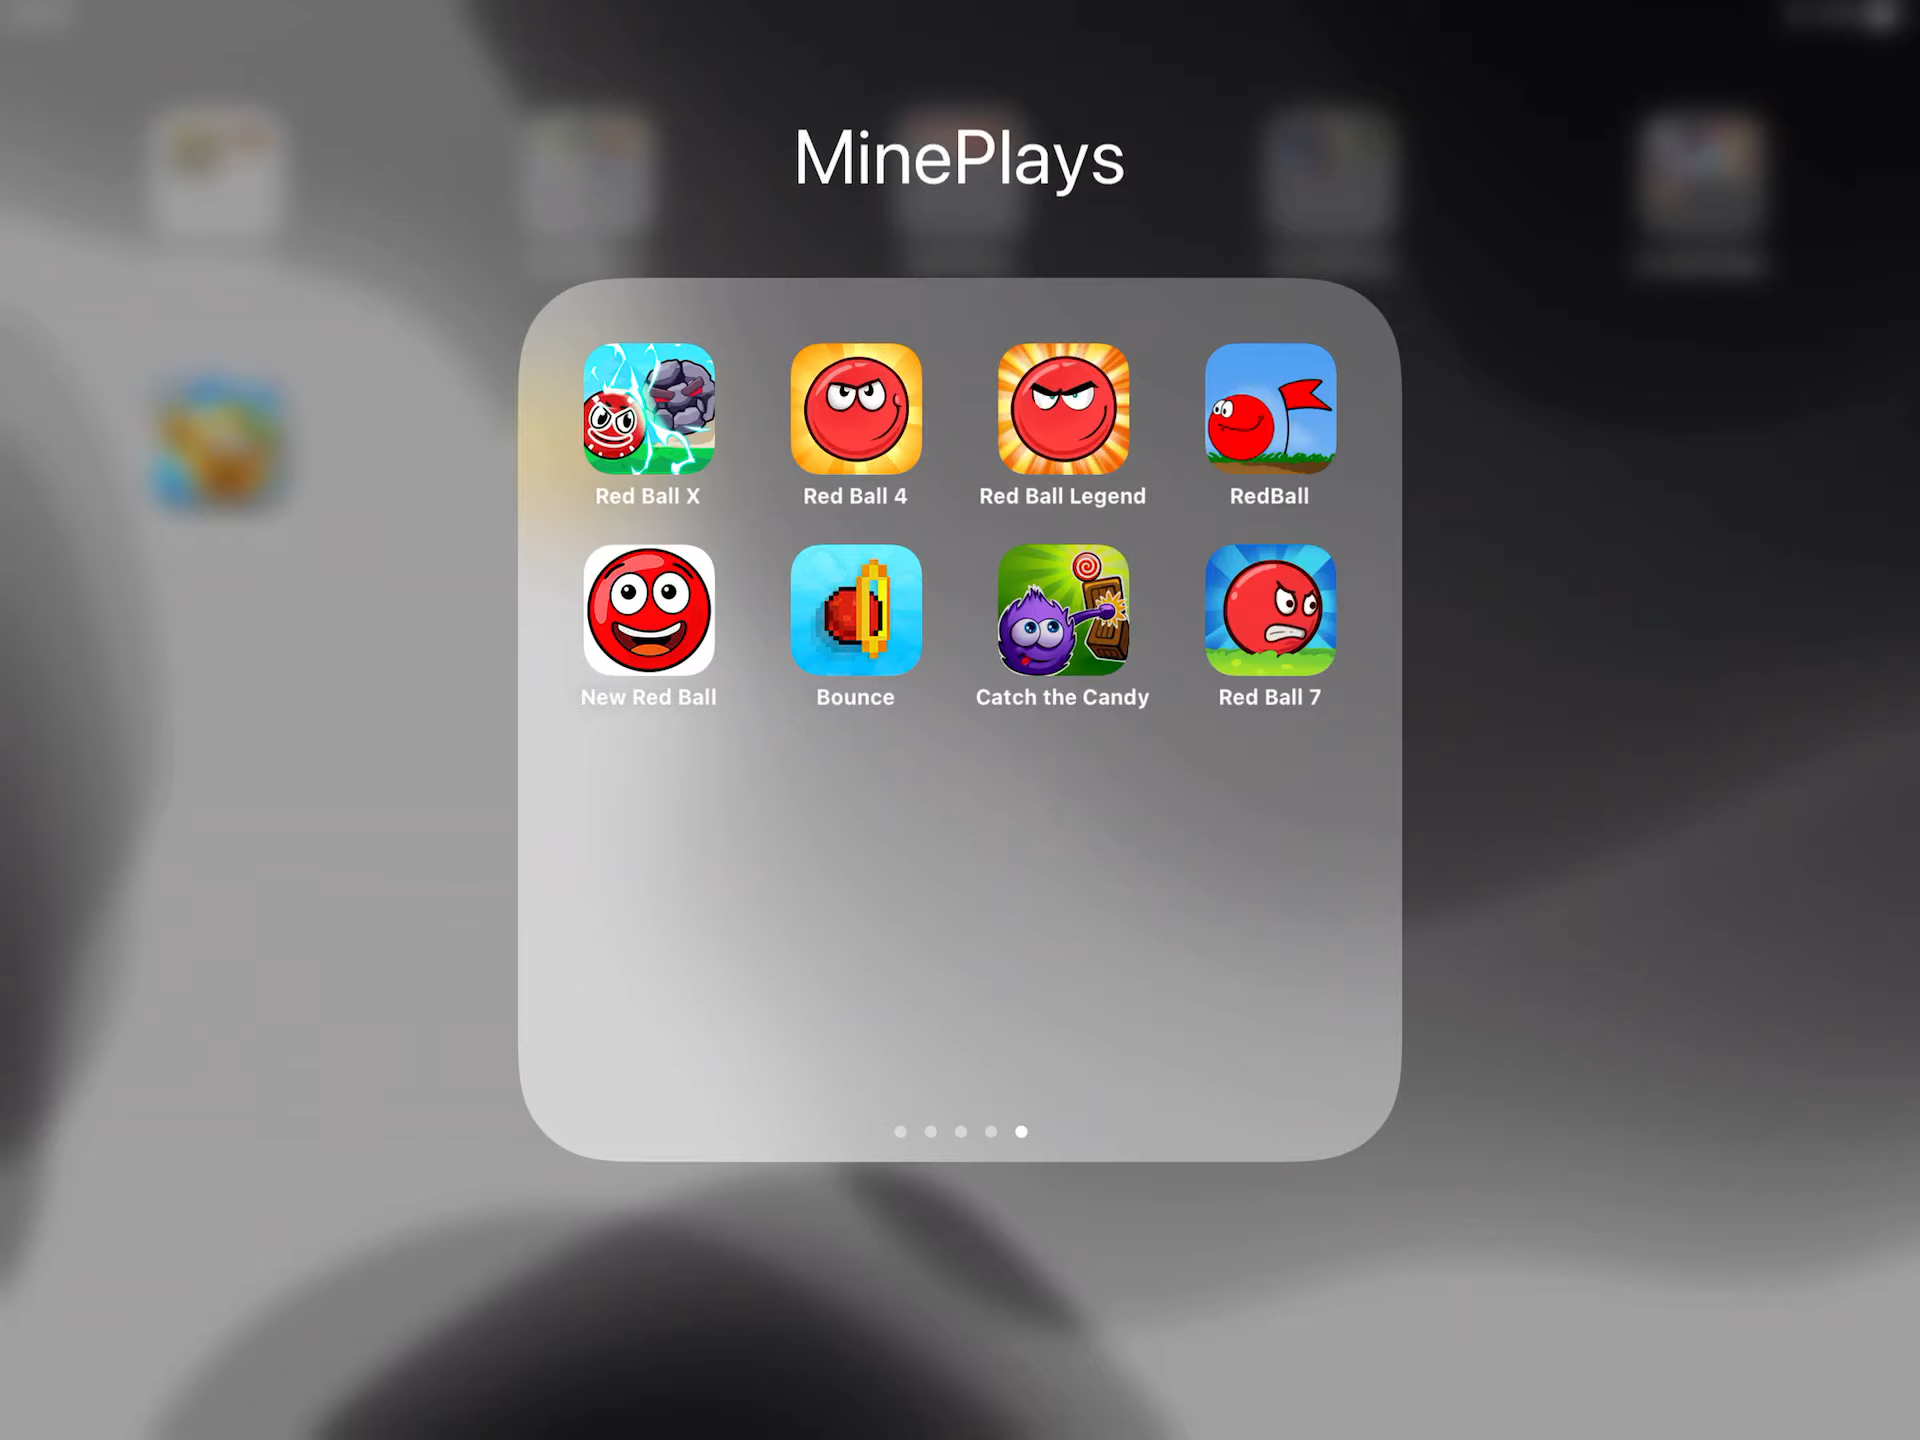 MinePlays
Red Ball X
Red Ball 4
Red Ball Legend
RedBall
New Red Ball
Bounce
Catch the Candy
Red Ball 7